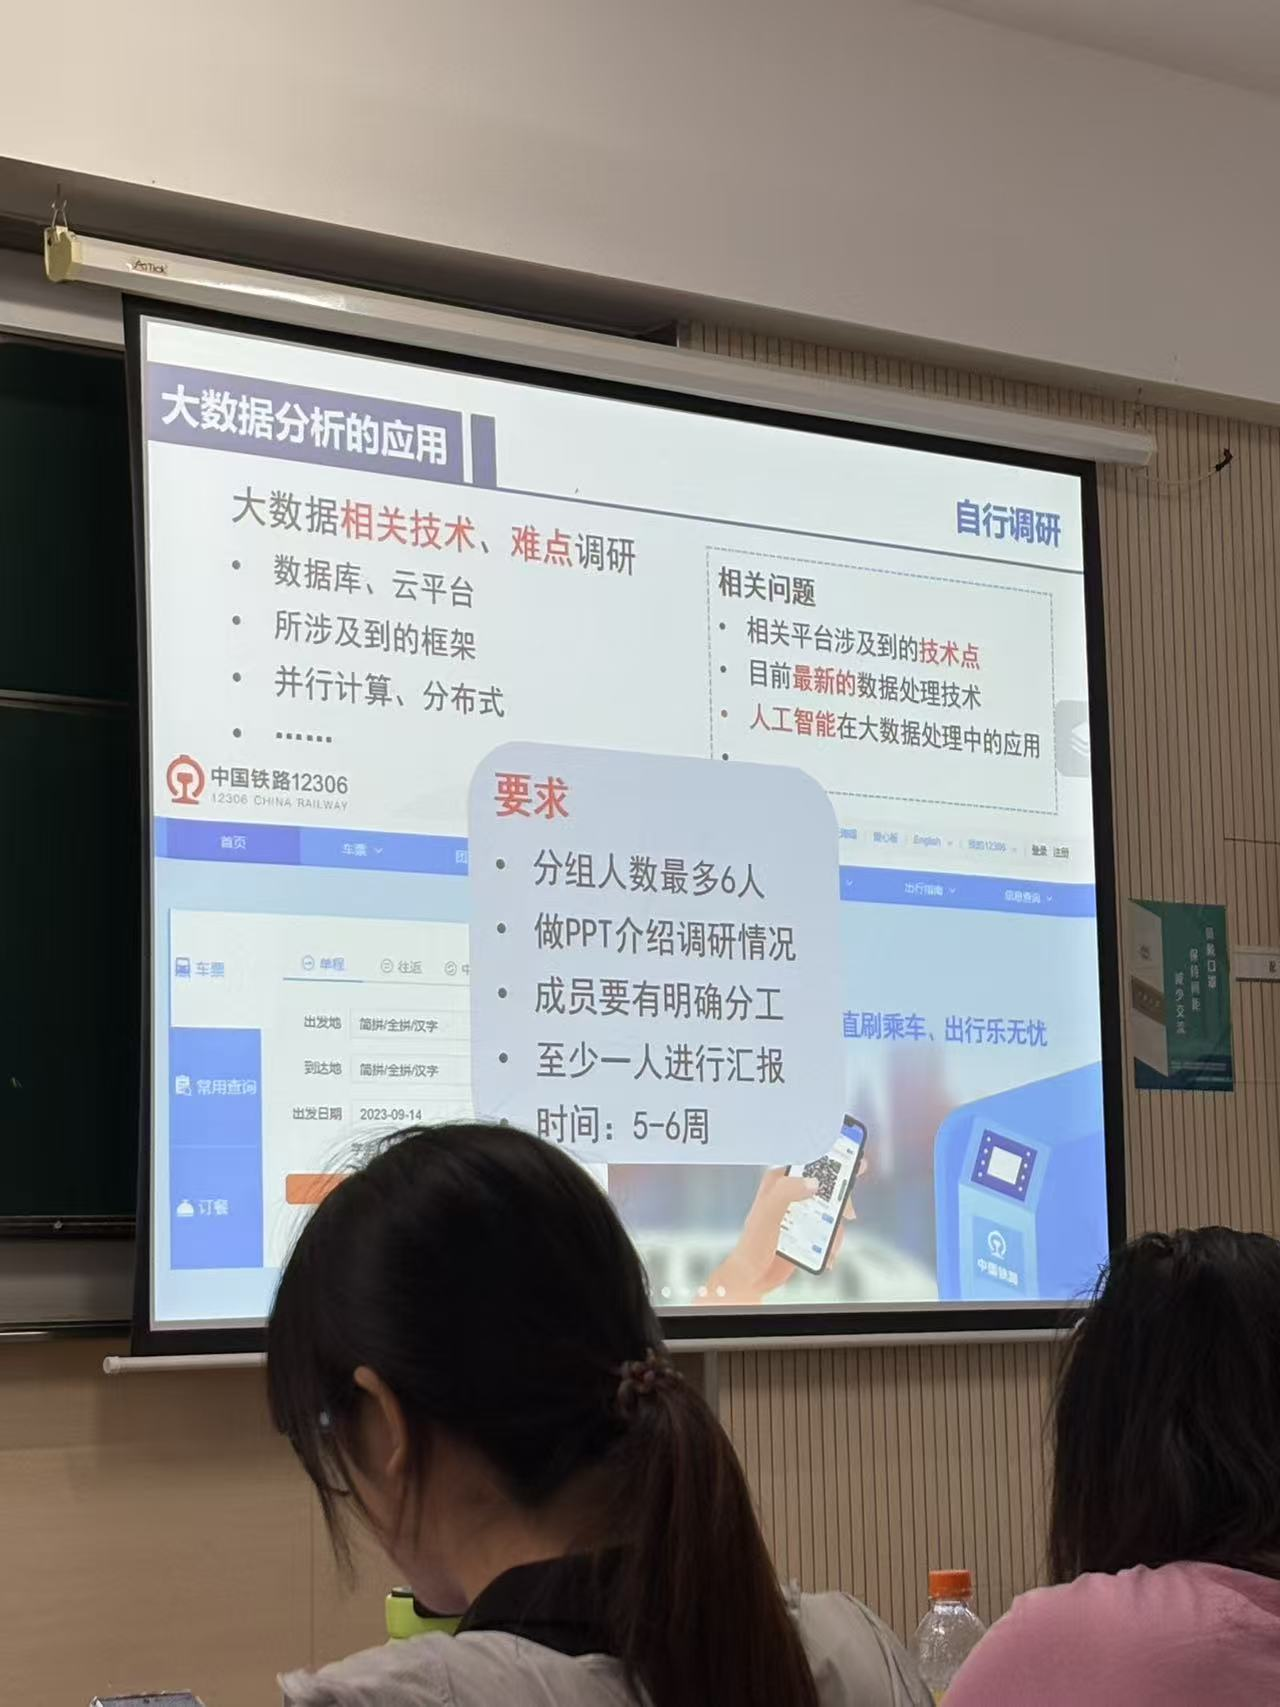 AOTIOK
大数据分析的应用
自行调研
大数据相关技术、难点调研
• 数据库、云平台
• 所涉及到的框架
• 并行计算、分布式
• ······
相关问题
• 相关平台涉及到的技术点
• 目前最新的数据处理技术
• 人工智能在大数据处理中的应用
•
中国铁路12306
12306 CHINA RAILWAY
English
我的12306
登录
注册
首页
车票
团
出行指南
信息查询
要求
• 分组人数最多6人
• 做PPT介绍调研情况
• 成员要有明确分工
• 至少一人进行汇报
• 时间：5-6周
车票
单程
往返
中
出发地
简拼/全拼/汉字
到达地
简拼/全拼/汉字
出发日期
2023-09-14
学
常用查询
订餐
直刷乘车、出行乐无忧
中国铁路
佩戴口罩
保持间距
减少交流